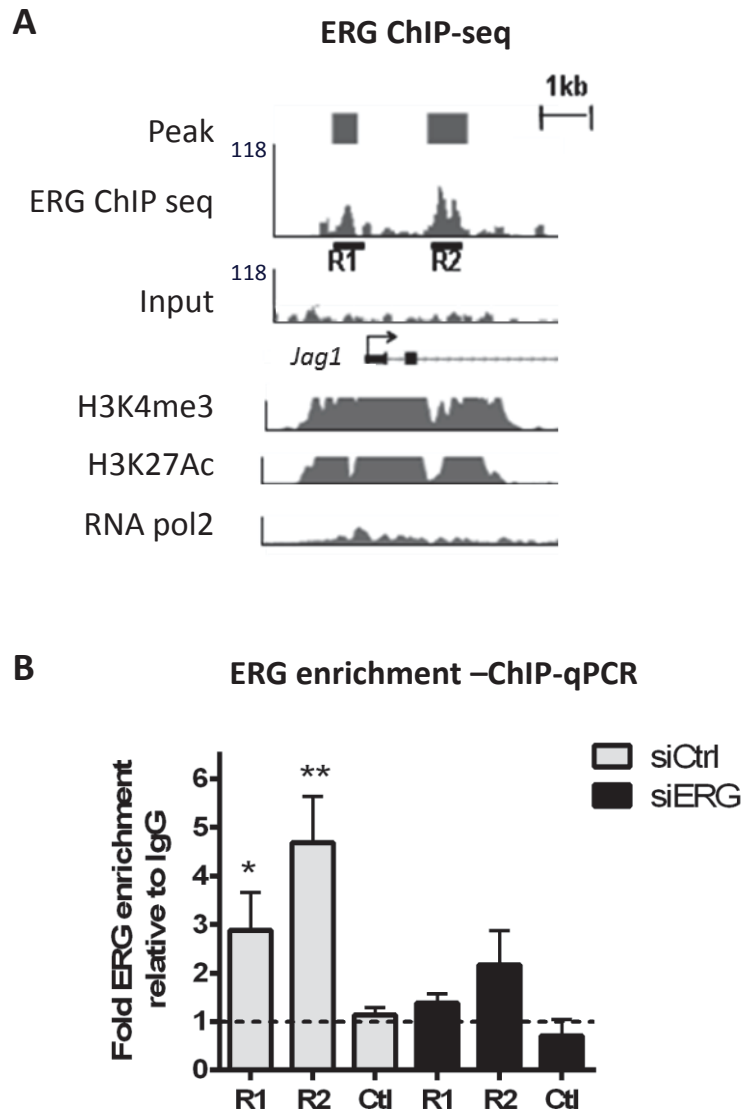 A
ERG ChIP-seq
1kb
Peak
118
ERG ChIP seq
R1 R2
118
Input
Jag1
H3K4me3
H3K27Ac
RNA pol2
B
ERG enrichment –ChIP-qPCR
siCtrl
siERG
Fold ERG enrichment
relative to IgG
6
5
4
3
2
1
0
*
**
R1 R2 Ctl R1 R2 Ctl